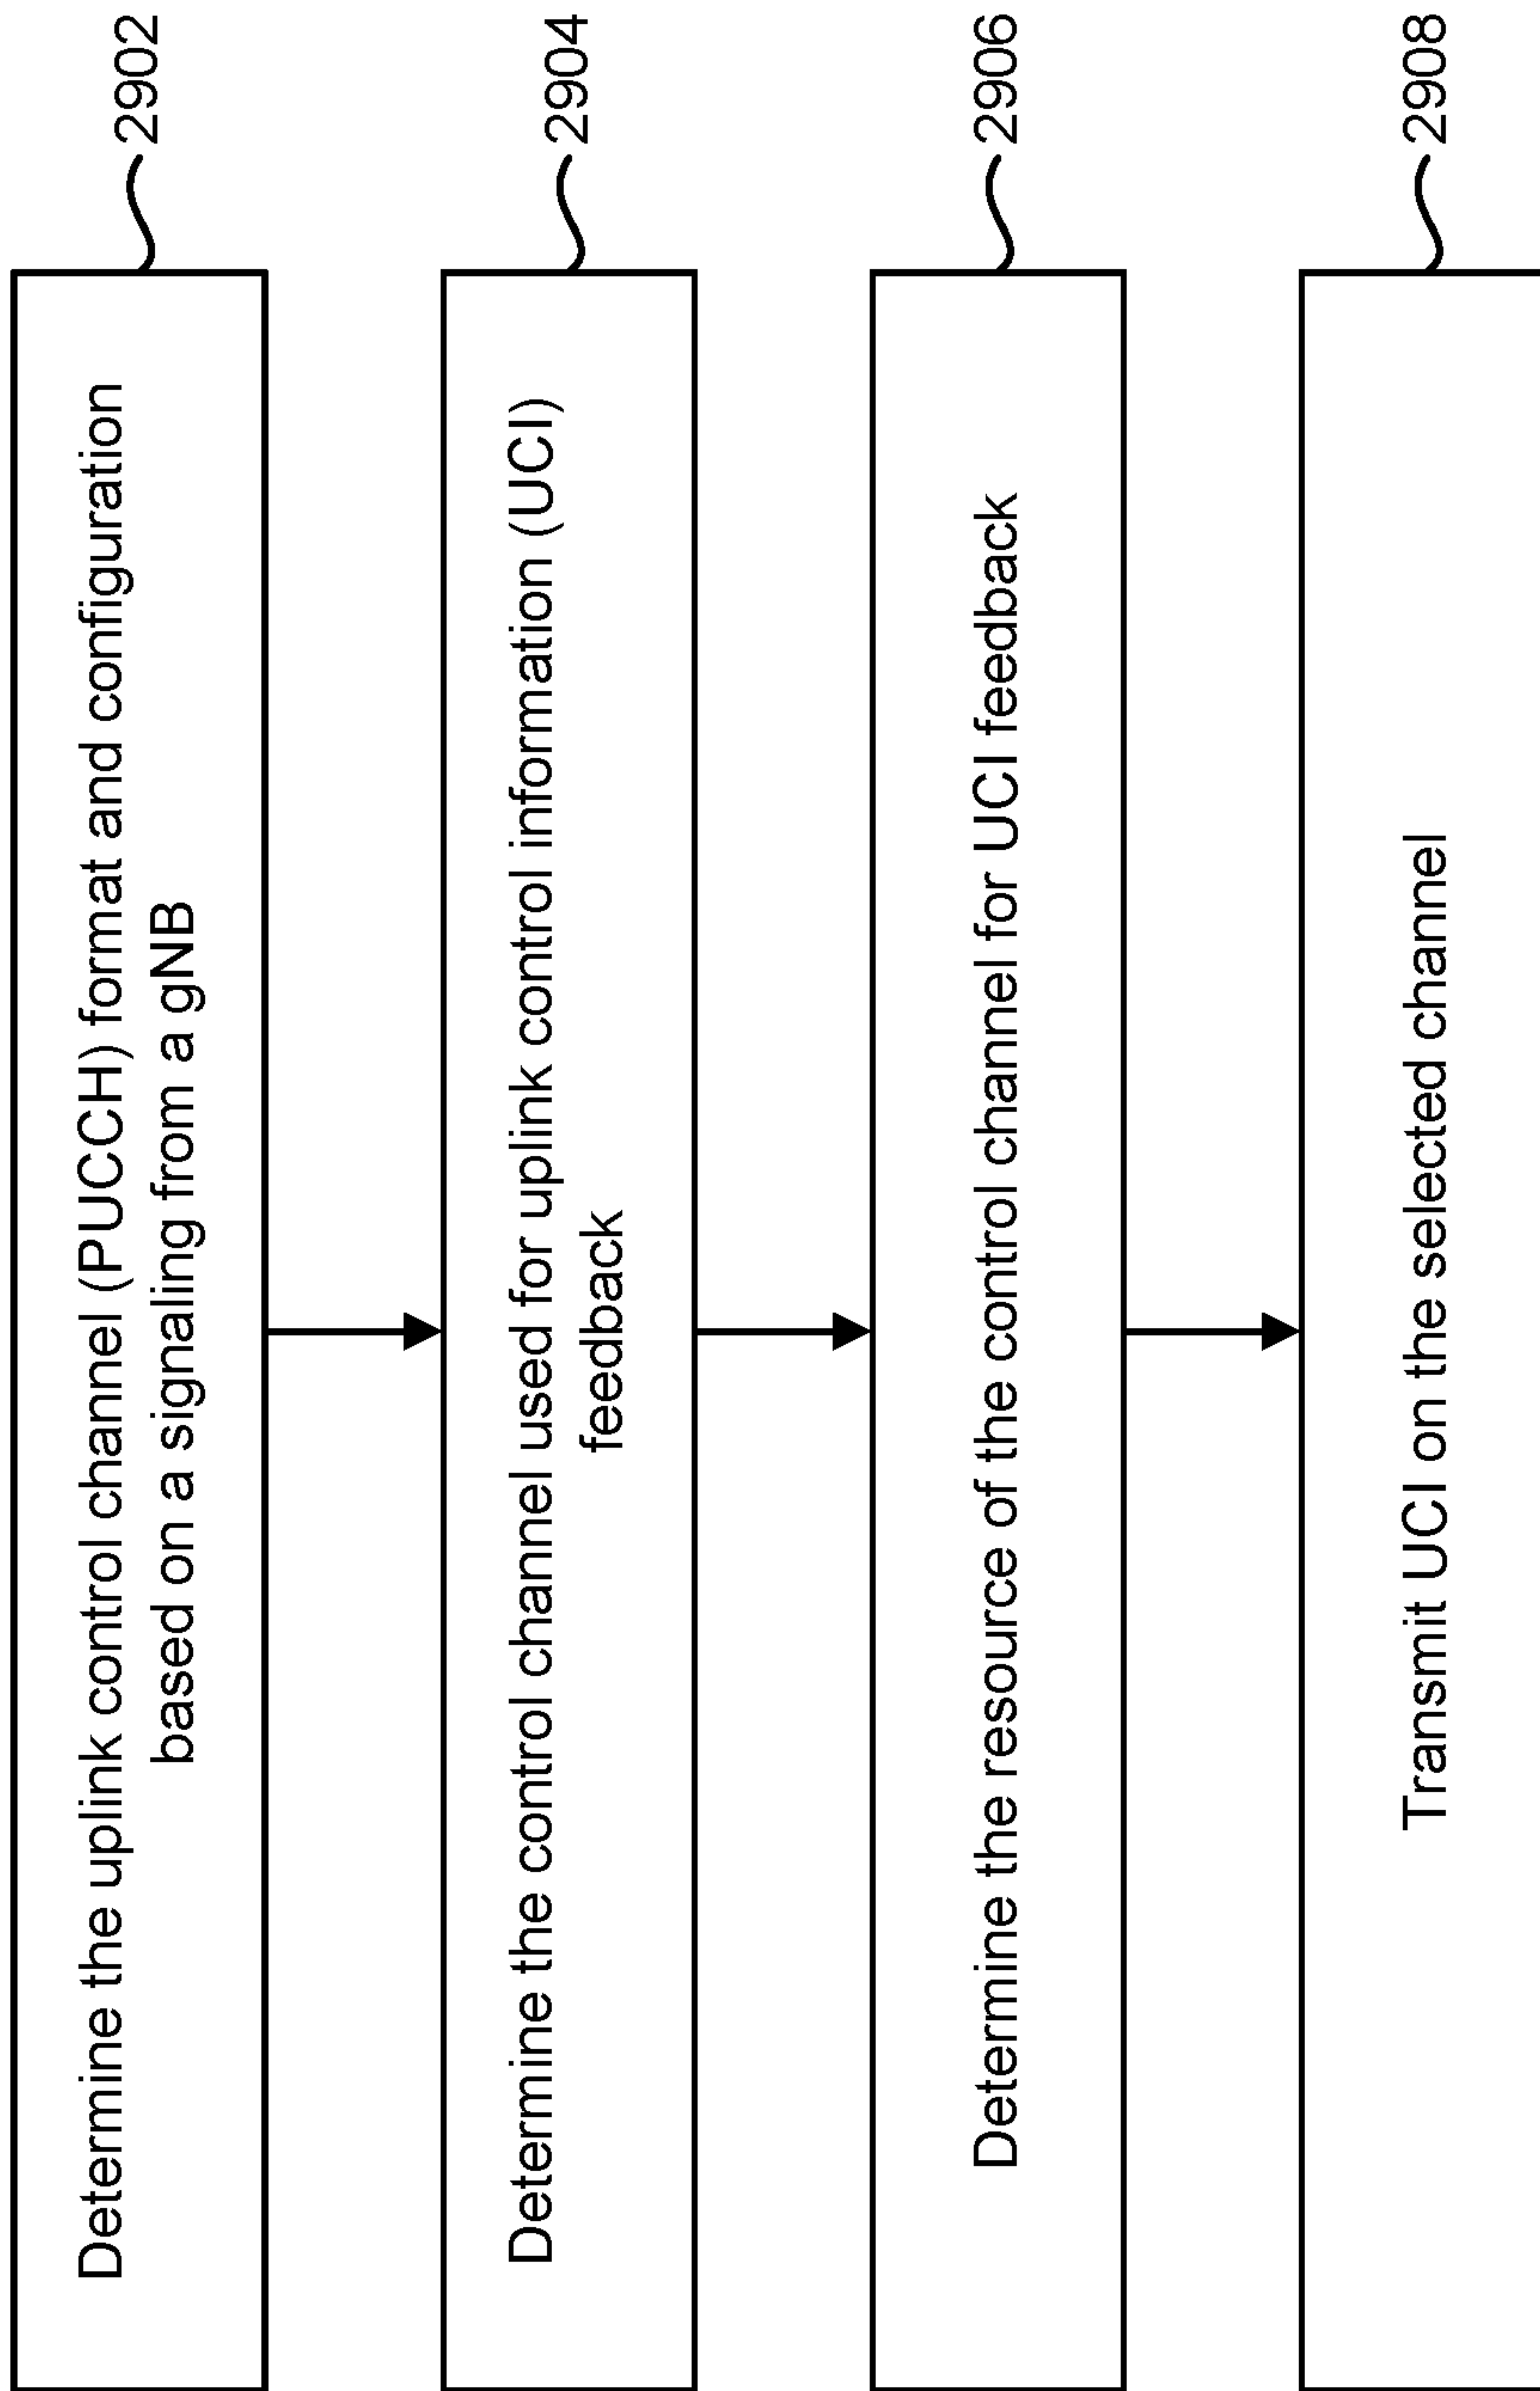 Determine the uplink control channel (PUCCH) format and configuration
based on a signaling from a gNB
2902
Determine the control channel used for uplink control information (UCI)
feedback
2904
Determine the resource of the control channel for UCI feedback
2906
Transmit UCI on the selected channel
2908